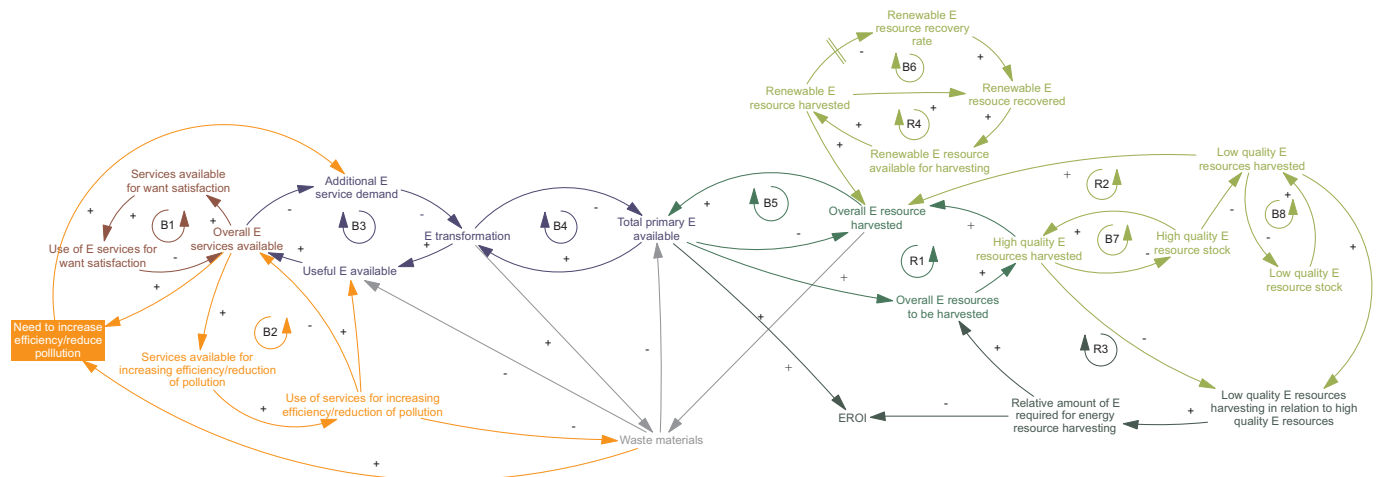 Renewable E
resource recovery
rate
-
+
B6
Renewable E
resource harvested
Renewable E
resouce recovered
+
R4
+
+
Renewable E resource
available for harvesting
+
Low quality E
resources harvested
Services available
for want satisfaction
Additional E
service demand
+
R2
+
+
B1
+
-
B3
-
+
-
B4
-
Total primary E
available
+
B5
-
Overall E resource
harvested
+
High quality E
resources harvested
+
B7
-
High quality E
resource stock
-
+
B8
-
Low quality E
resource stock
+
Use of E services for
want satisfaction
-
Overall E
services available
+
+
E transformation
Useful E available
+
R1
+
+
+
Overall E resources
to be harvested
Need to increase
efficiency/reduce
polllution
+
B2
-
+
Services available for
increasing efficiency/reduction
of pollution
+
-
-
+
+
+
R3
-
Use of services for increasing
efficiency/reduction of pollution
-
Waste materials
+
EROI
-
Relative amount of E
required for energy
resource harvesting
+
Low quality E resources
harvesting in relation to high
quality E resources
+